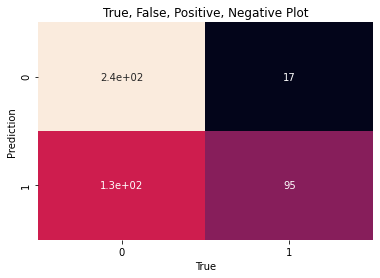 True, False, Positive, Negative Plot
Prediction
0
2.4e+02
17
1
1.3e+02
95
0
1
True